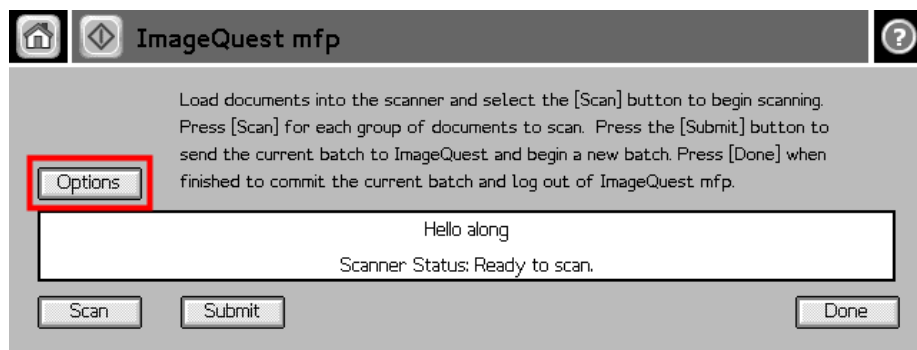 ImageQuest mfp
?
Load documents into the scanner and select the [Scan] button to begin scanning.
Press [Scan] for each group of documents to scan. Press the [Submit] button to
send the current batch to ImageQuest and begin a new batch. Press [Done] when
finished to commit the current batch and log out of ImageQuest mfp.
Options
Hello along
Scanner Status: Ready to scan.
Scan Submit Done